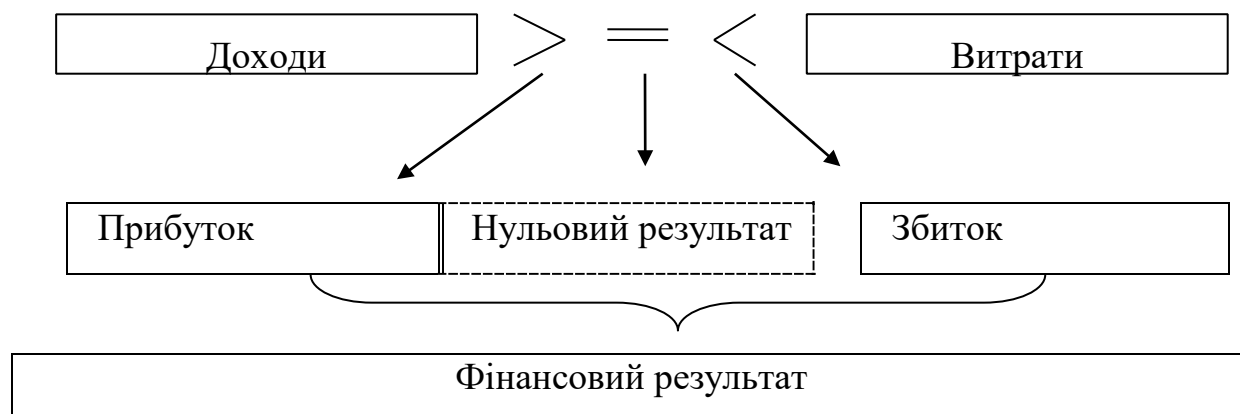 Доходи
Витрати
Прибуток
Нульовий результат
Збиток
Фінансовий результат